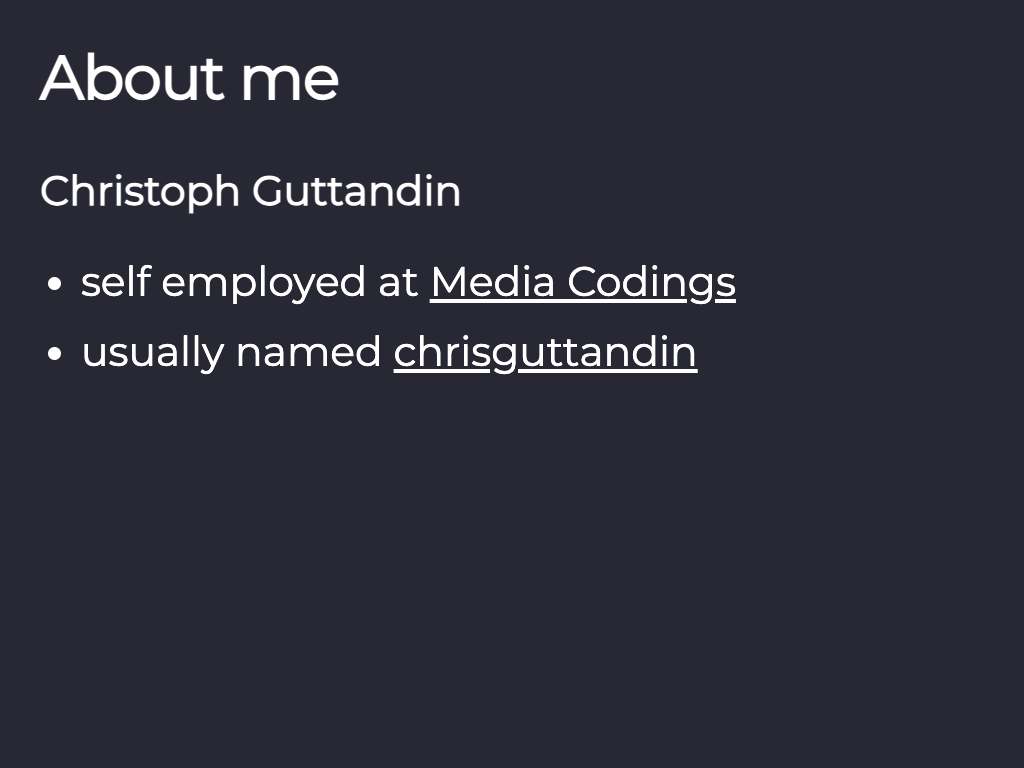 About me
Christoph Guttandin
self employed at Media Codings
usually named chrisguttandin